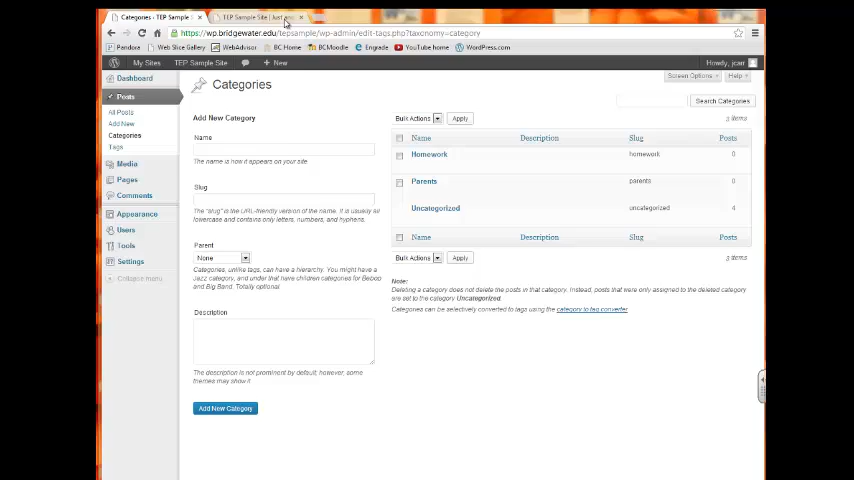 Categories ‹ TEP Sample
TEP Sample Site | Just
https://wp.bridgewater.edu/tepsample/wp-admin/edit-tags.php?taxonomy=category
Pandora
Web Slice Gallery
WebAdvisor
BC Home
BCMoodle
Engrade
YouTube home
WordPress.com
My Sites
TEP Sample Site
+ New
Howdy, jcarr
Dashboard
Posts
All Posts
Add New
Categories
Tags
Media
Pages
Comments
Appearance
Users
Tools
Settings
Collapse menu
Screen Options
Help
Categories
Search Categories
Add New Category
Name
The name is how it appears on your site
Slug
The "slug" is the URL-friendly version of the name. It is usually all
lowercase and contains only letters, numbers, and hyphens.
Parent
None
Categories, unlike tags, can have a hierarchy. You might have a
Jazz category, and under that have children categories for Bebop
and Big Band. Totally optional.
Description
The description is not prominent by default; however, some
themes may show it.
Add New Category
Bulk Actions
Apply
3 items
Name
Description
Slug
Posts
Homework
homework
0
Parents
parents
0
Uncategorized
uncategorized
4
Name
Description
Slug
Posts
Bulk Actions
Apply
3 items
Note:
Deleting a category does not delete the posts in that category. Instead, posts that were only assigned to the deleted category
are set to the category Uncategorized.
Categories can be selectively converted to tags using the category to tag converter.